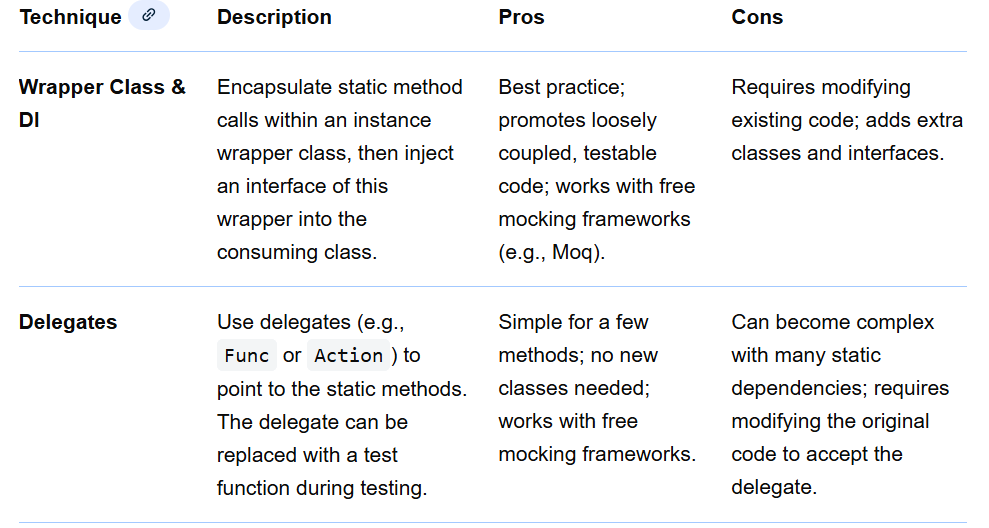 Technique Description Pros Cons
Wrapper Class & Encapsulate static method Best practice; Requires modifying
DI calls within an instance promotes loosely existing code; adds extra
wrapper class, then inject coupled, testable classes and interfaces.
an interface of this code; works with free
wrapper into the mocking frameworks
consuming class. (e.g., Moq).
Delegates Use delegates (e., Simple for a few Can become complex
Func or Action ) to methods; no new with many static
point to the static methods. classes needed; dependencies; requires
The delegate can be works with free modifying the original
replaced with a test mocking frameworks. code to accept the
function during testing. delegate.